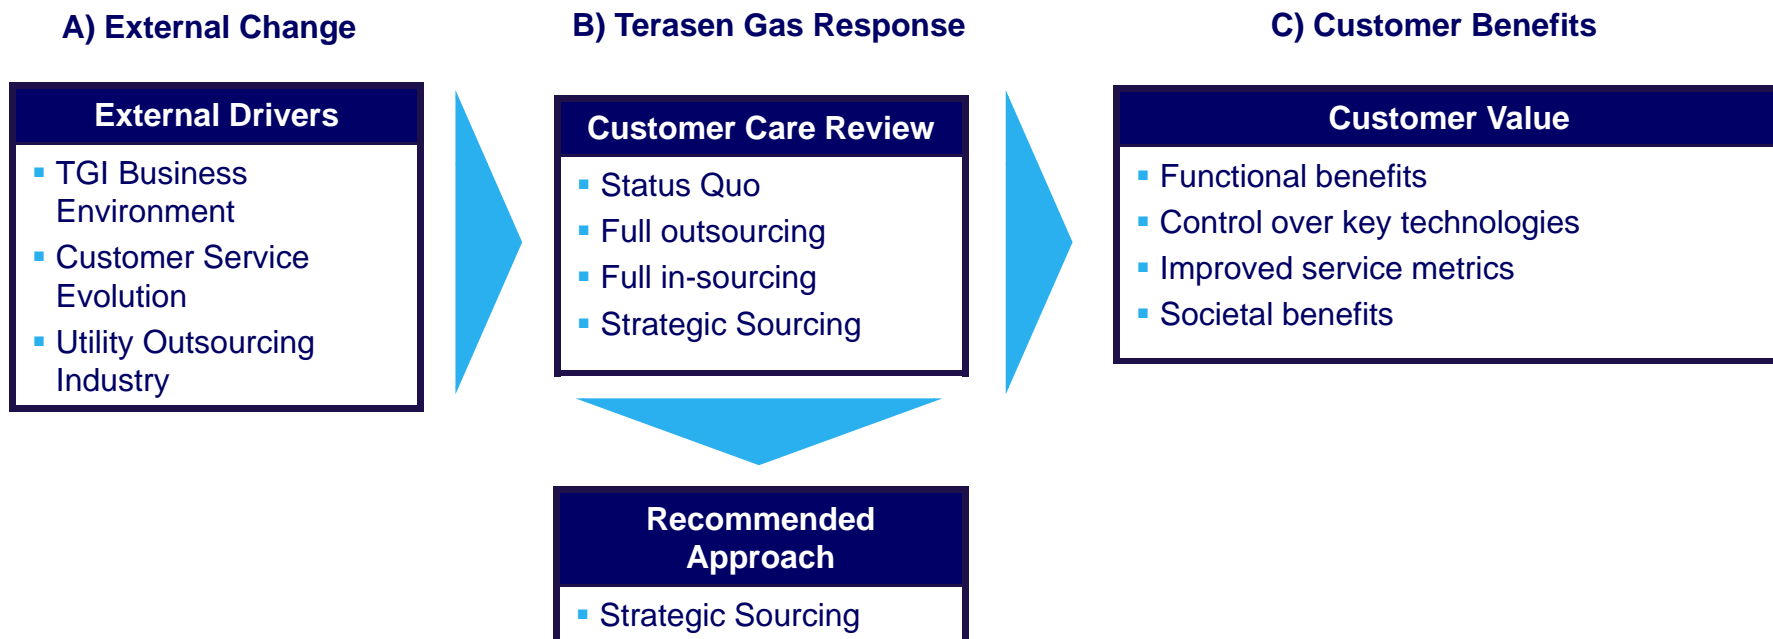 A) External Change
External Drivers
TGI Business
Environment
Customer Service
Evolution
Utility Outsourcing
Industry
B) Terasen Gas Response
Customer Care Review
Status Quo
Full outsourcing
Full in-sourcing
Strategic Sourcing
Recommended
Approach
Strategic Sourcing
C) Customer Benefits
Customer Value
Functional benefits
Control over key technologies
Improved service metrics
Societal benefits